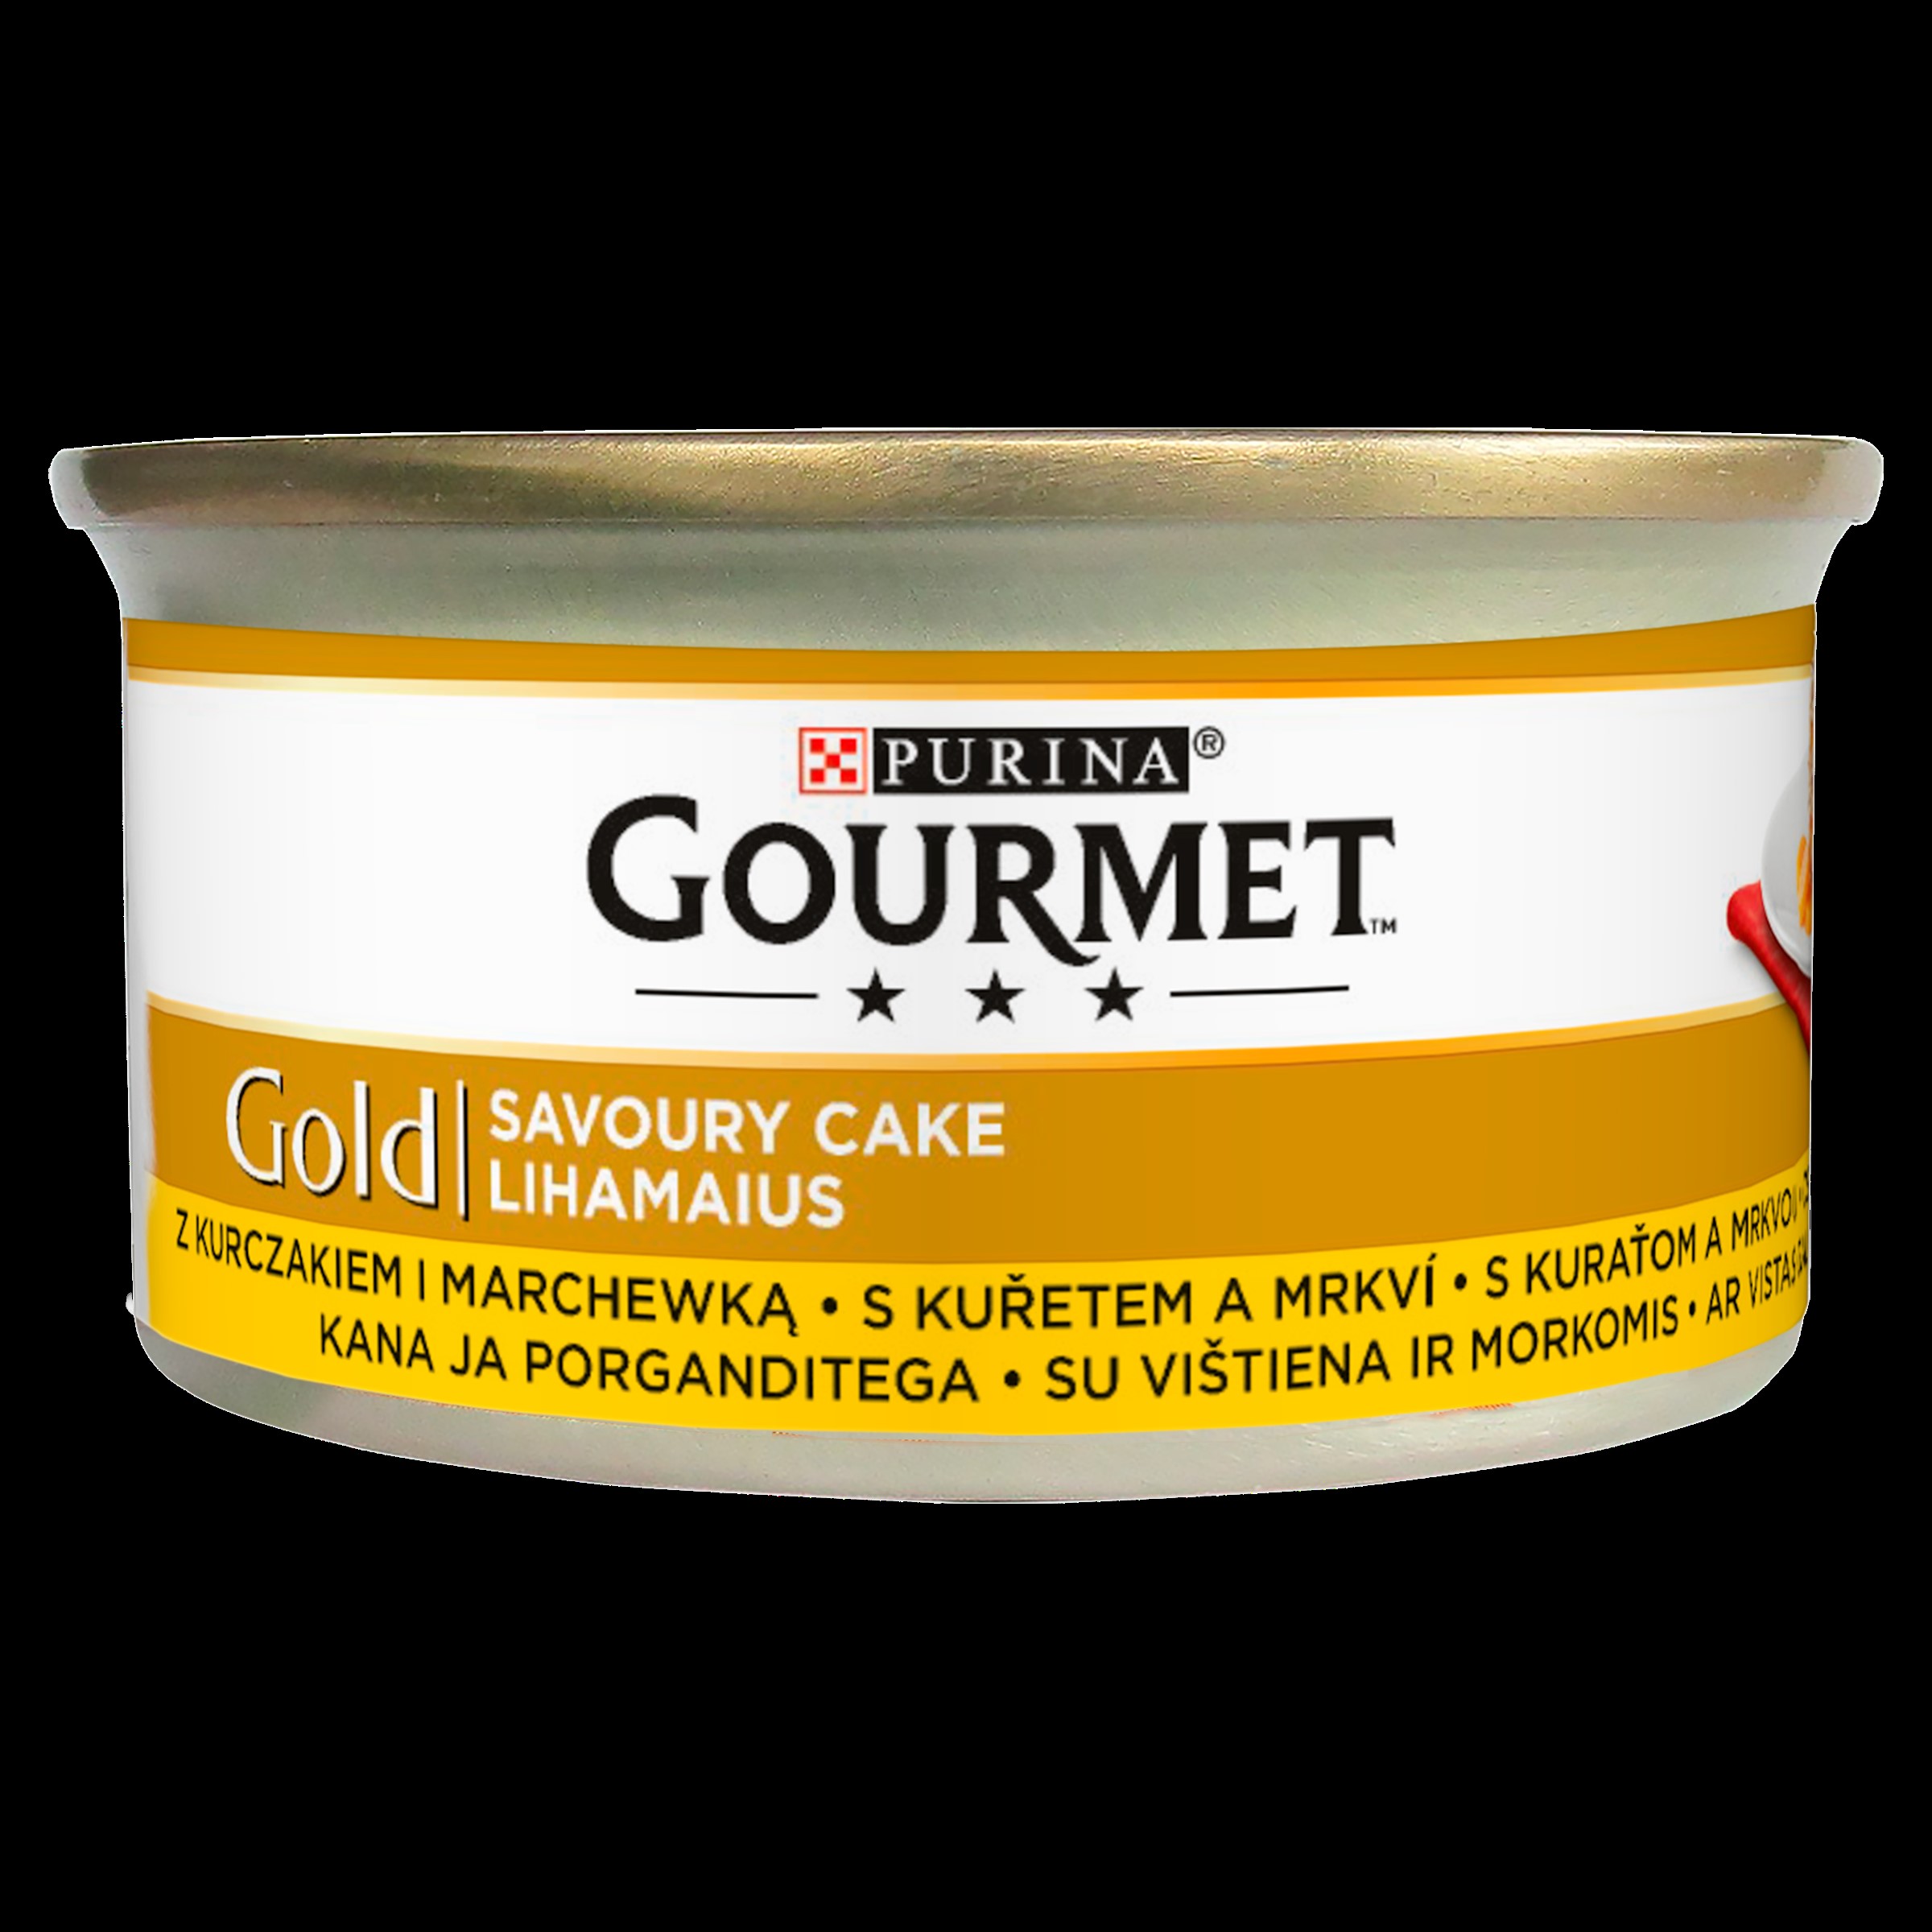 PURINA®
GOURMET™
Gold
SAVOURY CAKE
LIHAMAIUS
Z KURCZAKIEM I MARCHEWKĄ • S KUŘETEM A MRKVÍ • S KURAŤOM A
KANA JA PORGANDITEGA • SU VIŠTIENA IR MORKOMIS • AR VISTAS